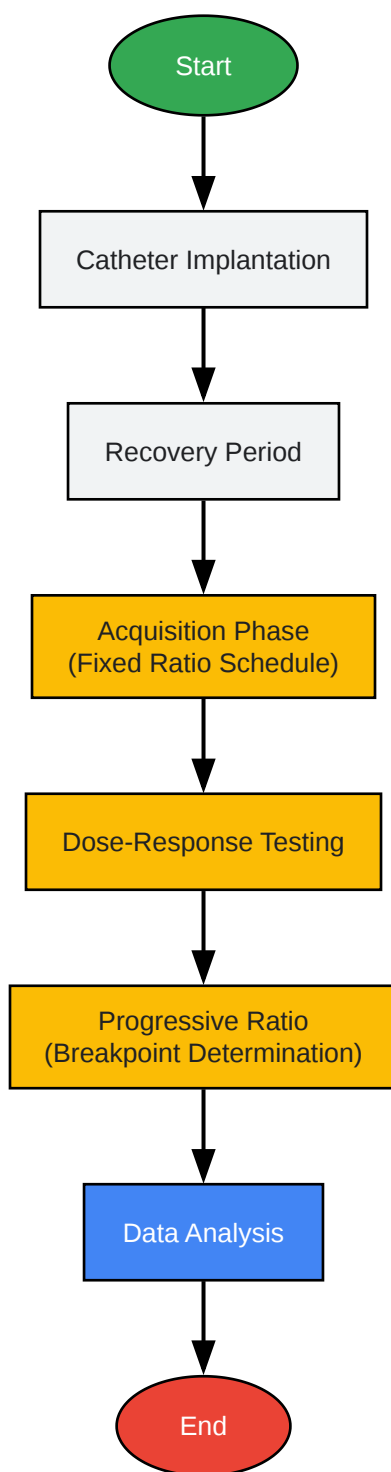 Start
Catheter Implantation
Recovery Period
Acquisition Phase
(Fixed Ratio Schedule)
Dose-Response Testing
Progressive Ratio
(Breakpoint Determination)
Data Analysis
End